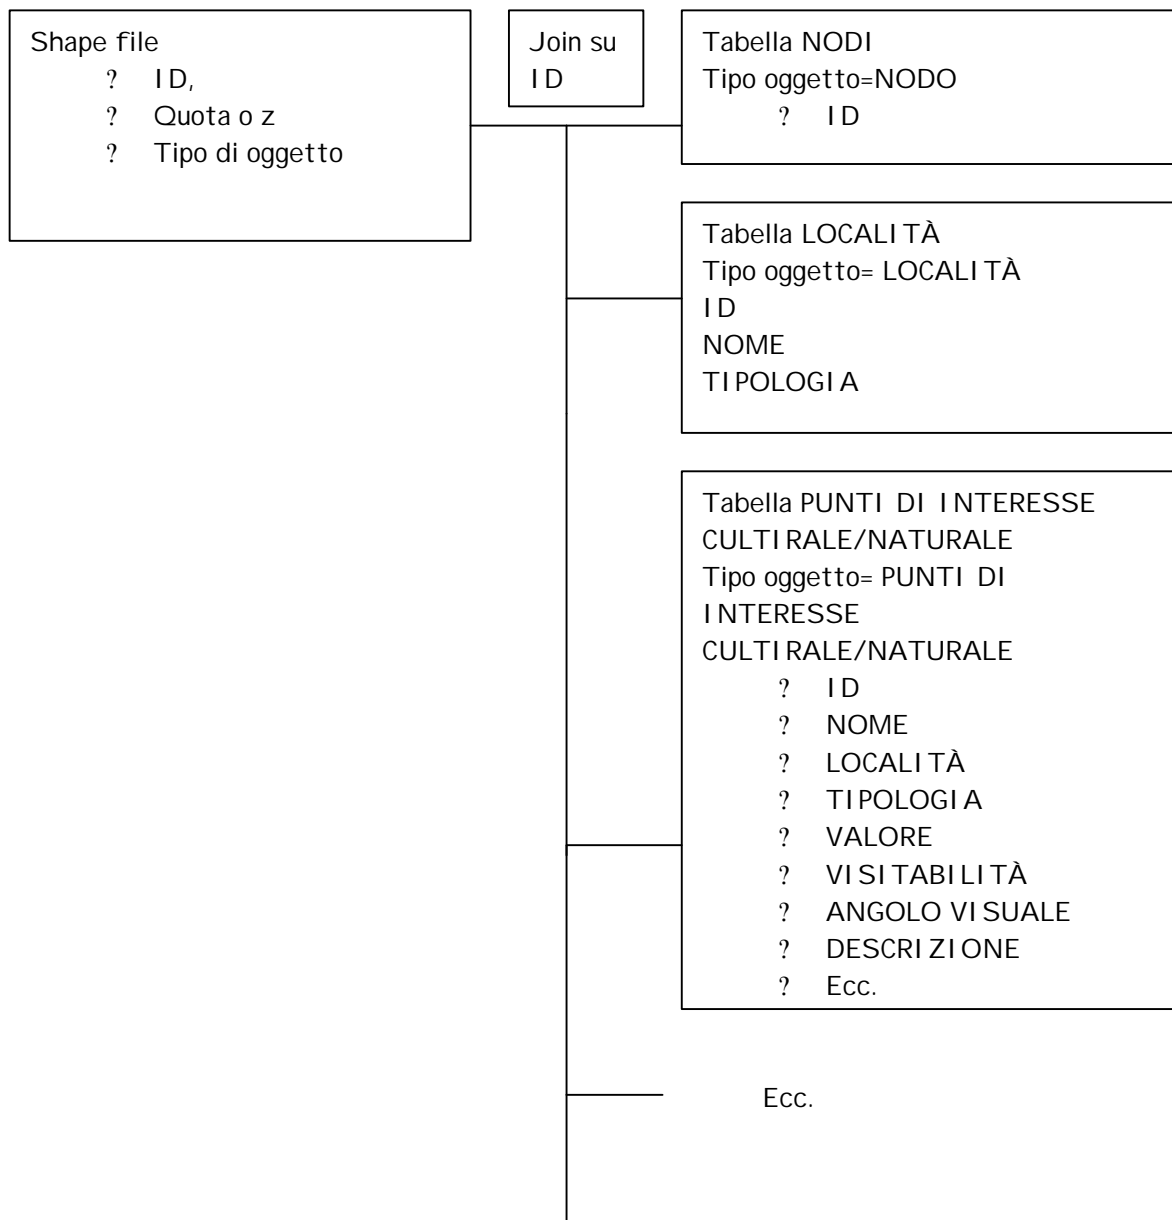 Shape file
? ID,
? Quota o z
? Tipo di oggetto
Join su
ID
Tabella NODI
Tipo oggetto=NODO
? ID
Tabella LOCALITÀ
Tipo oggetto= LOCALITÀ
ID
NOME
TIPOLOGIA
Tabella PUNTI DI INTERESSE
CULTIRALE/NATURALE
Tipo oggetto= PUNTI DI
INTERESSE
CULTIRALE/NATURALE
? ID
? NOME
? LOCALITÀ
? TIPOLOGIA
? VALORE
? VISITABILITÀ
? ANGOLO VISUALE
? DESCRIZIONE
? Ecc.
Ecc.